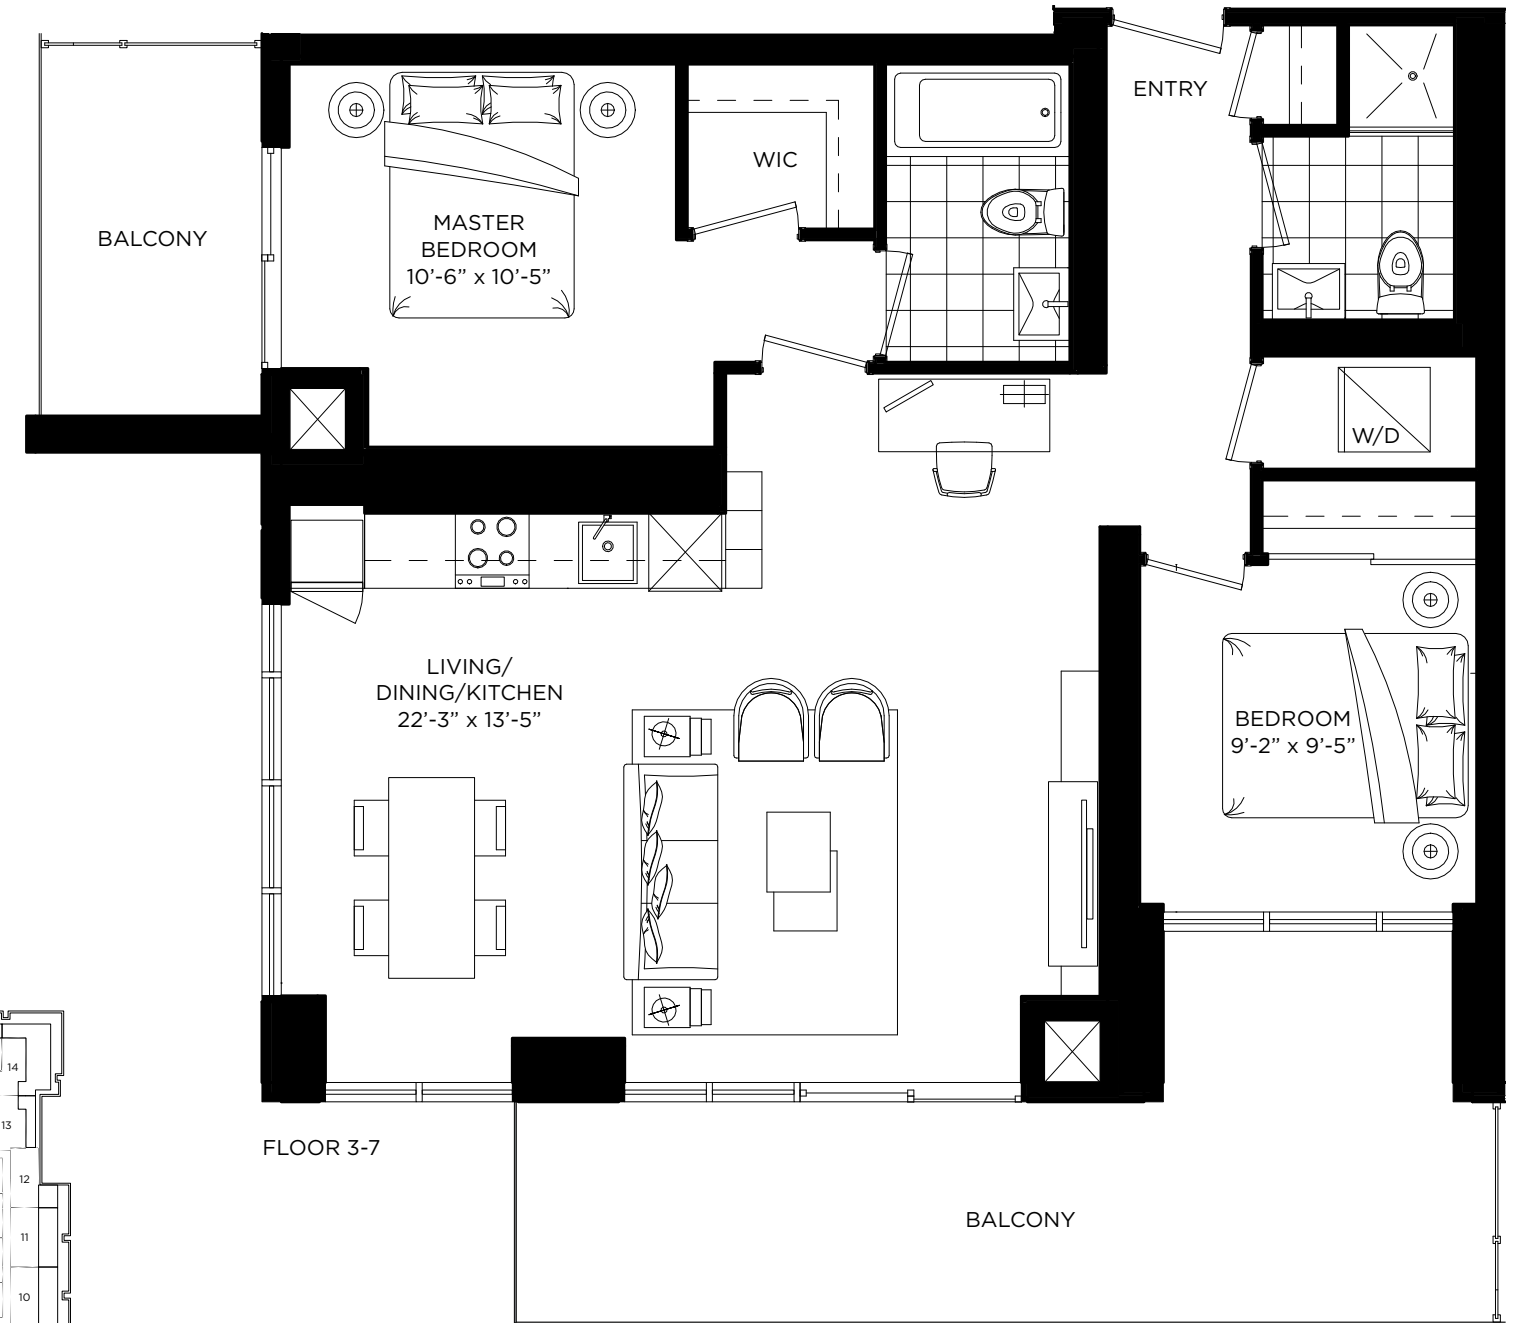 ENTRY
WIC
MASTER
BEDROOM
10’-6” x 10’-5”
BALCONY
W/D
LIVING/
DINING/KITCHEN
22’-3” x 13’-5”
BEDROOM
9’-2” x 9’-5”
FLOOR 3-7
BALCONY
14
13
12
11
10